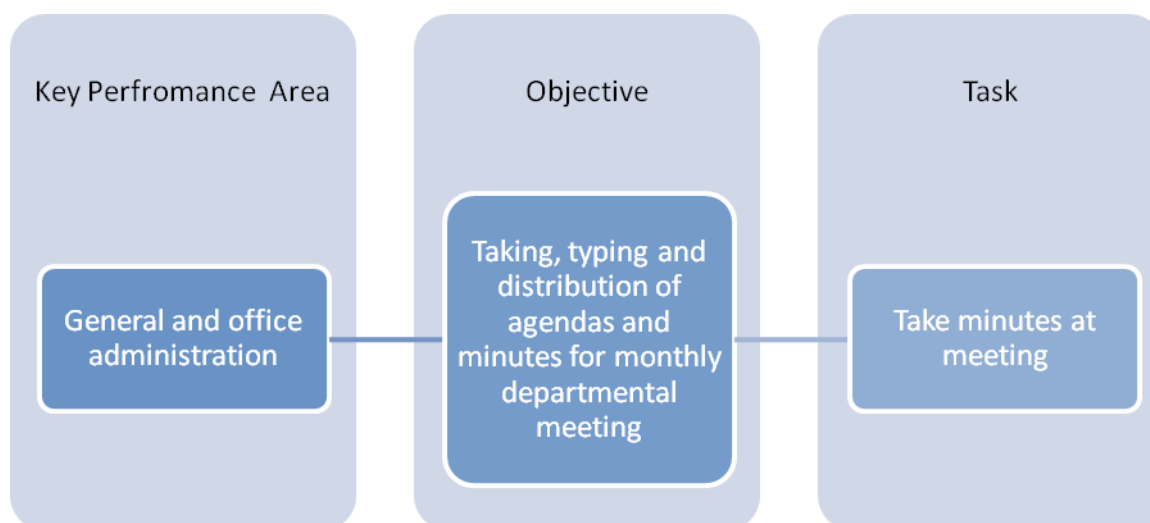 Key Perfromance Area
Objective
Task
General and office
administration
Taking, typing and
distribution of
agendas and
minutes for monthly
departmental
meeting
Take minutes at
meeting